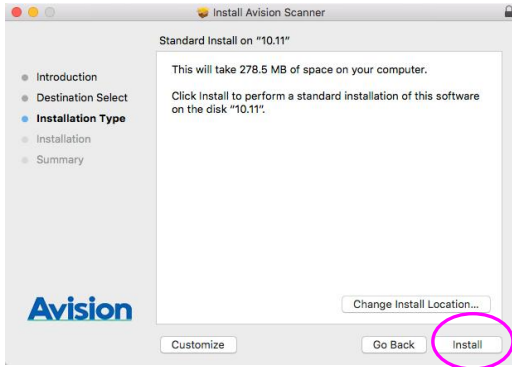 Install Avision Scanner
Standard Install on "10.11"
Introduction
Destination Select
Installation Type
Installation
Summary
This will take 278.5 MB of space on your computer.
Click Install to perform a standard installation of this software
on the disk "10.11".
Avision
Change Install Location...
Customize
Go Back
Install